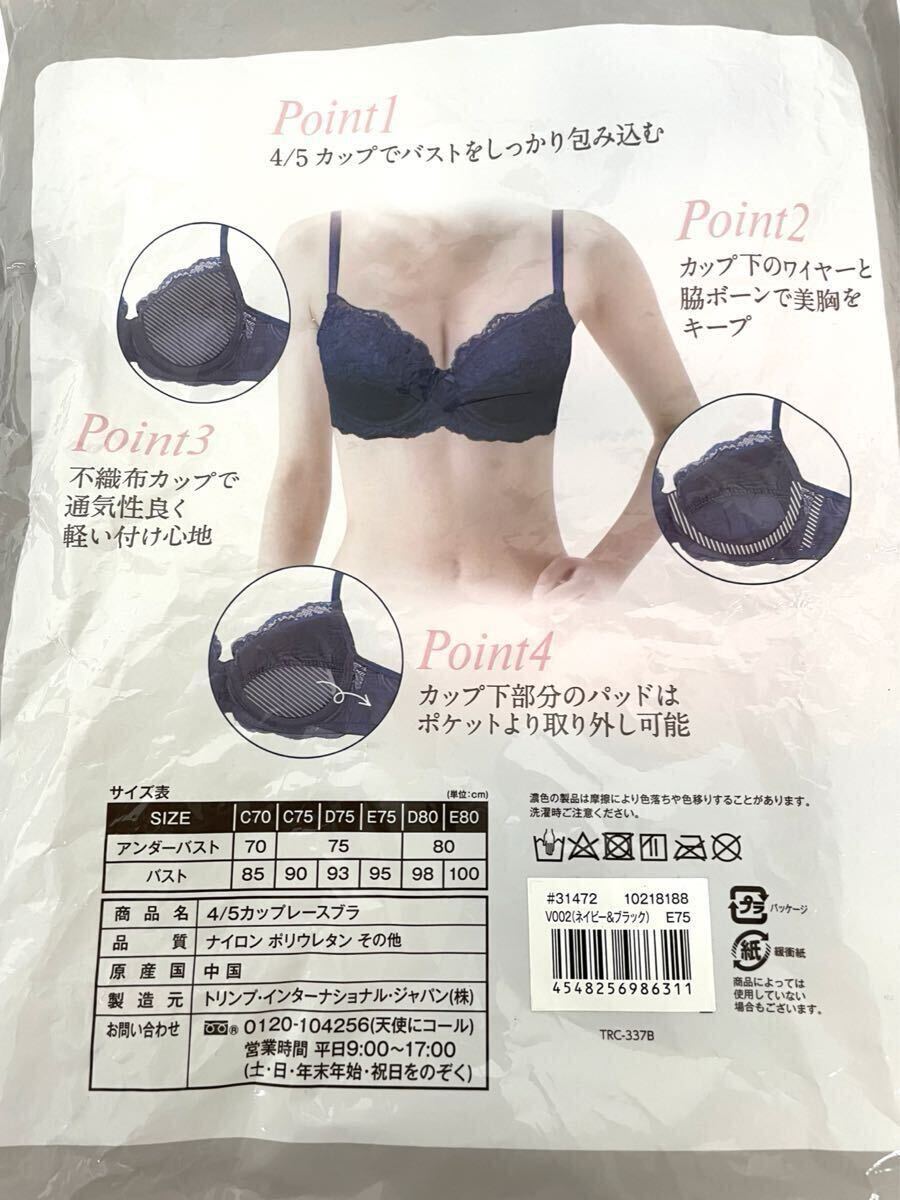 Point1
4/5カップでバストをしっかり包み込む
Point2
カップ下のワイヤーと
脇ボーンで美胸を
キープ
Point3
不織布カップで
通気性良く
軽い付け心地
Point4
カップ下部分のパッドは
ポケットより取り外し可能
サイズ表 (単位:cm)
SIZE C70 C75 D75 E75 D80 E80
アンダーバスト 70 75 80
バスト 85 90 93 95 98 100
商品名 4/5カップレースブラ
品質 ナイロン ポリウレタン その他
原産国 中国
製造元 トリンプ・インターナショナル・ジャパン(株)
お問い合わせ 0120-104256(天使にコール)
営業時間 平日9:00〜17:00
(土・日・年末年始・祝日をのぞく)
濃色の製品は摩擦により色落ちや色移りすることがあります。
洗濯時ご注意ください。
#31472 10218188
V002(ネイビー&ブラック) E75
4548256986311
プラ パッケージ
紙 緩衝紙
商品によっては
使用していない
場合もございます。
TRC-337B